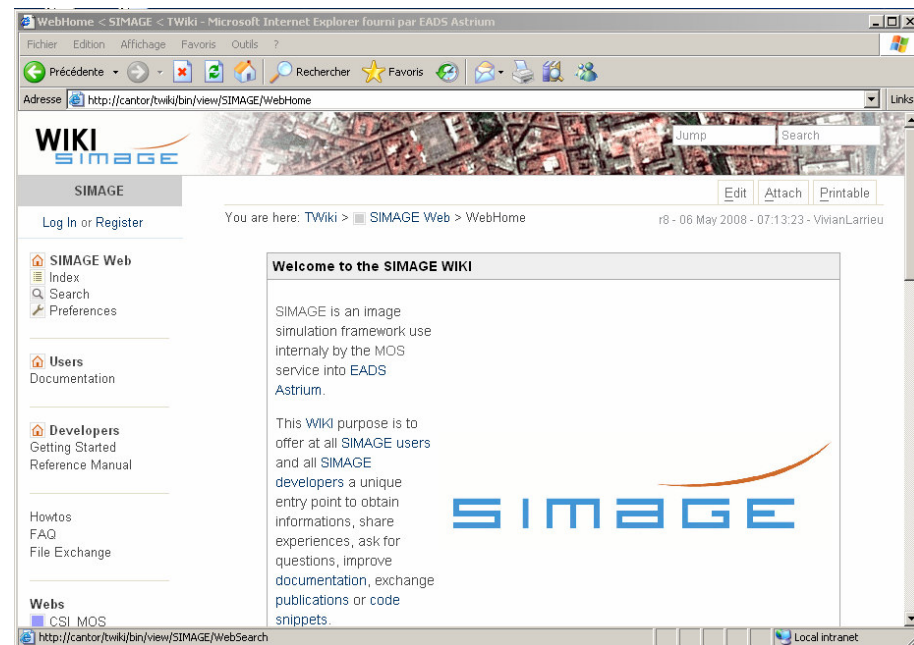 WebHome < SIMAGE < TWiki - Microsoft Internet Explorer fourni par EADS Astrium
Fichier Edition Affichage Favoris Outils ?
Précédente Rechercher Favoris
Adresse http://cantor/twiki/bin/view/SIMAGE/WebHome Links
WIKI
SIMAGE
Jump Search
SIMAGE
Edit Attach Printable
Log In or Register
You are here: TWiki > SIMAGE Web > WebHome
r8 - 06 May 2008 - 07:13:23 - VivianLarrieu
SIMAGE Web
Index
Search
Preferences
Users
Documentation
Developers
Getting Started
Reference Manual
Howtos
FAQ
File Exchange
Webs
CSI_MOS
Welcome to the SIMAGE WIKI
SIMAGE is an image
simulation framework use
internaly by the MOS
service into EADS
Astrium.
This WIKI purpose is to
offer at all SIMAGE users
and all SIMAGE
developers a unique
entry point to obtain
informations, share
experiences, ask for
questions, improve
documentation, exchange
publications or code
snippets.
SIMAGE
http://cantor/twiki/bin/view/SIMAGE/WebSearch Local intranet